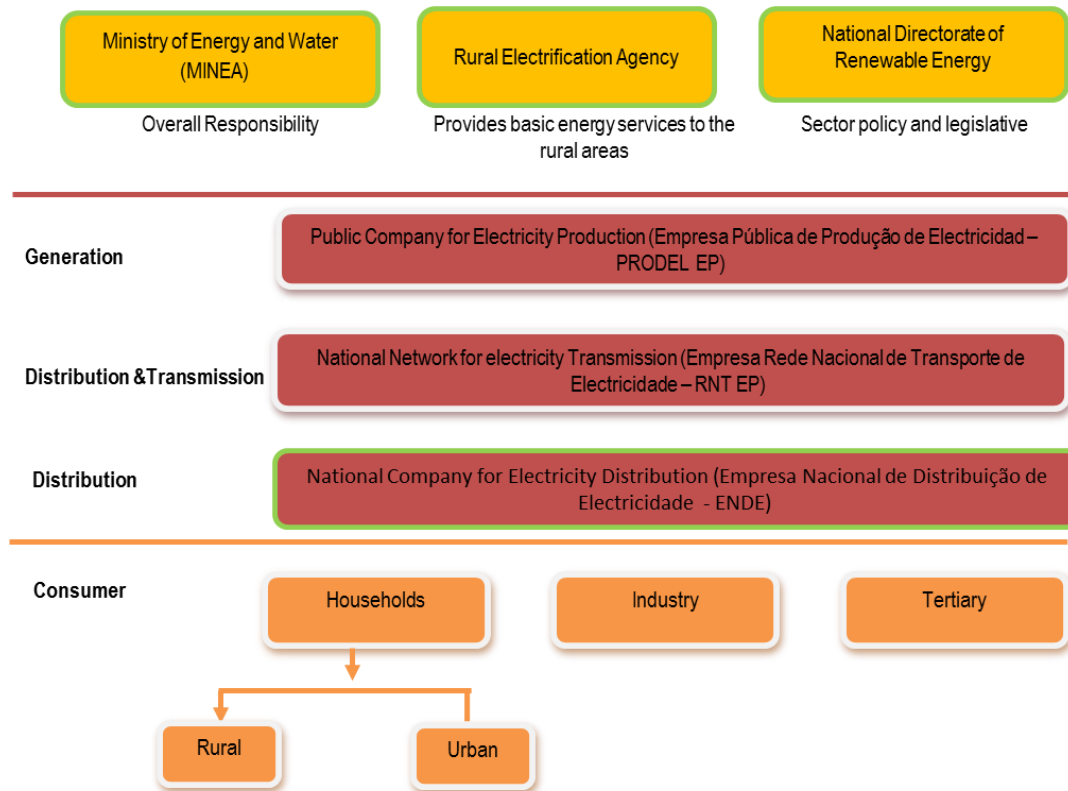 Ministry of Energy and Water
(MINEA)
Rural Electrification Agency
National Directorate of
Renewable Energy
Overall Responsibility
Provides basic energy services to the
rural areas
Sector policy and legislative
Generation
Public Company for Electricity Production (Empresa Pública de Produção de Electricidad –
PRODEL EP)
Distribution &Transmission
National Network for electricity Transmission (Empresa Rede Nacional de Transporte de
Electricidade – RNT EP)
Distribution
National Company for Electricity Distribution (Empresa Nacional de Distribuição de
Electricidade - ENDE)
Consumer
Households
Industry
Tertiary
Rural
Urban